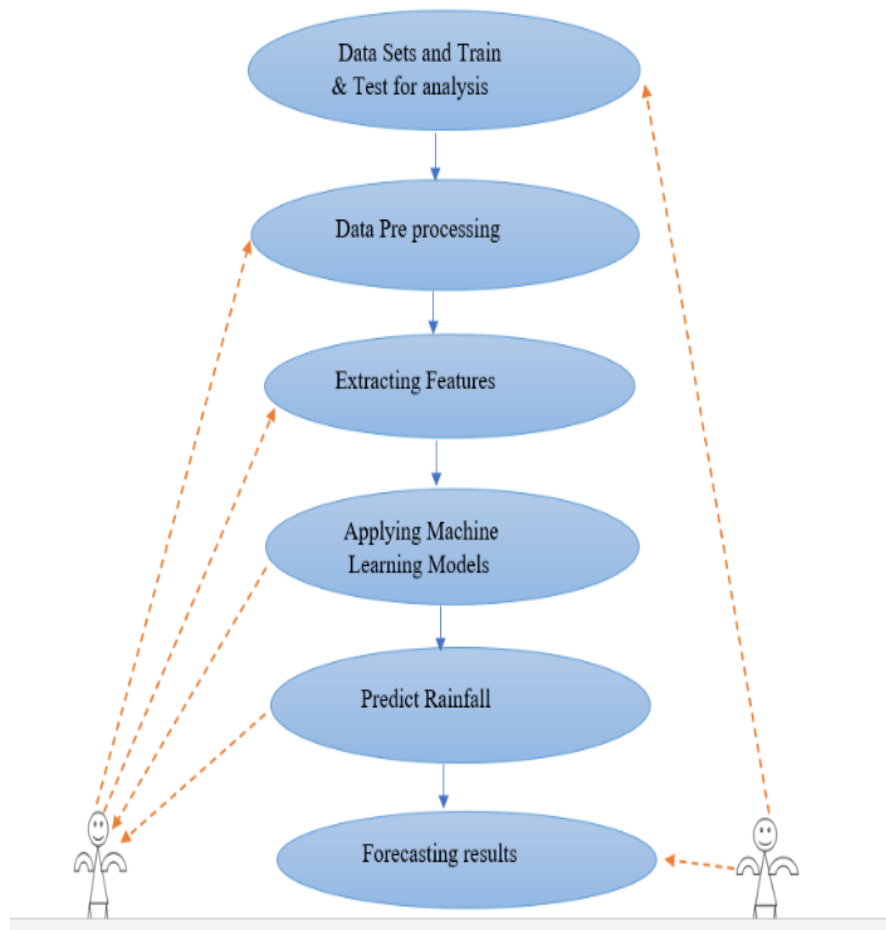 Data Sets and Train
& Test for analysis
Data Pre processing
Extracting Features
Applying Machine
Learning Models
Predict Rainfall
Forecasting results